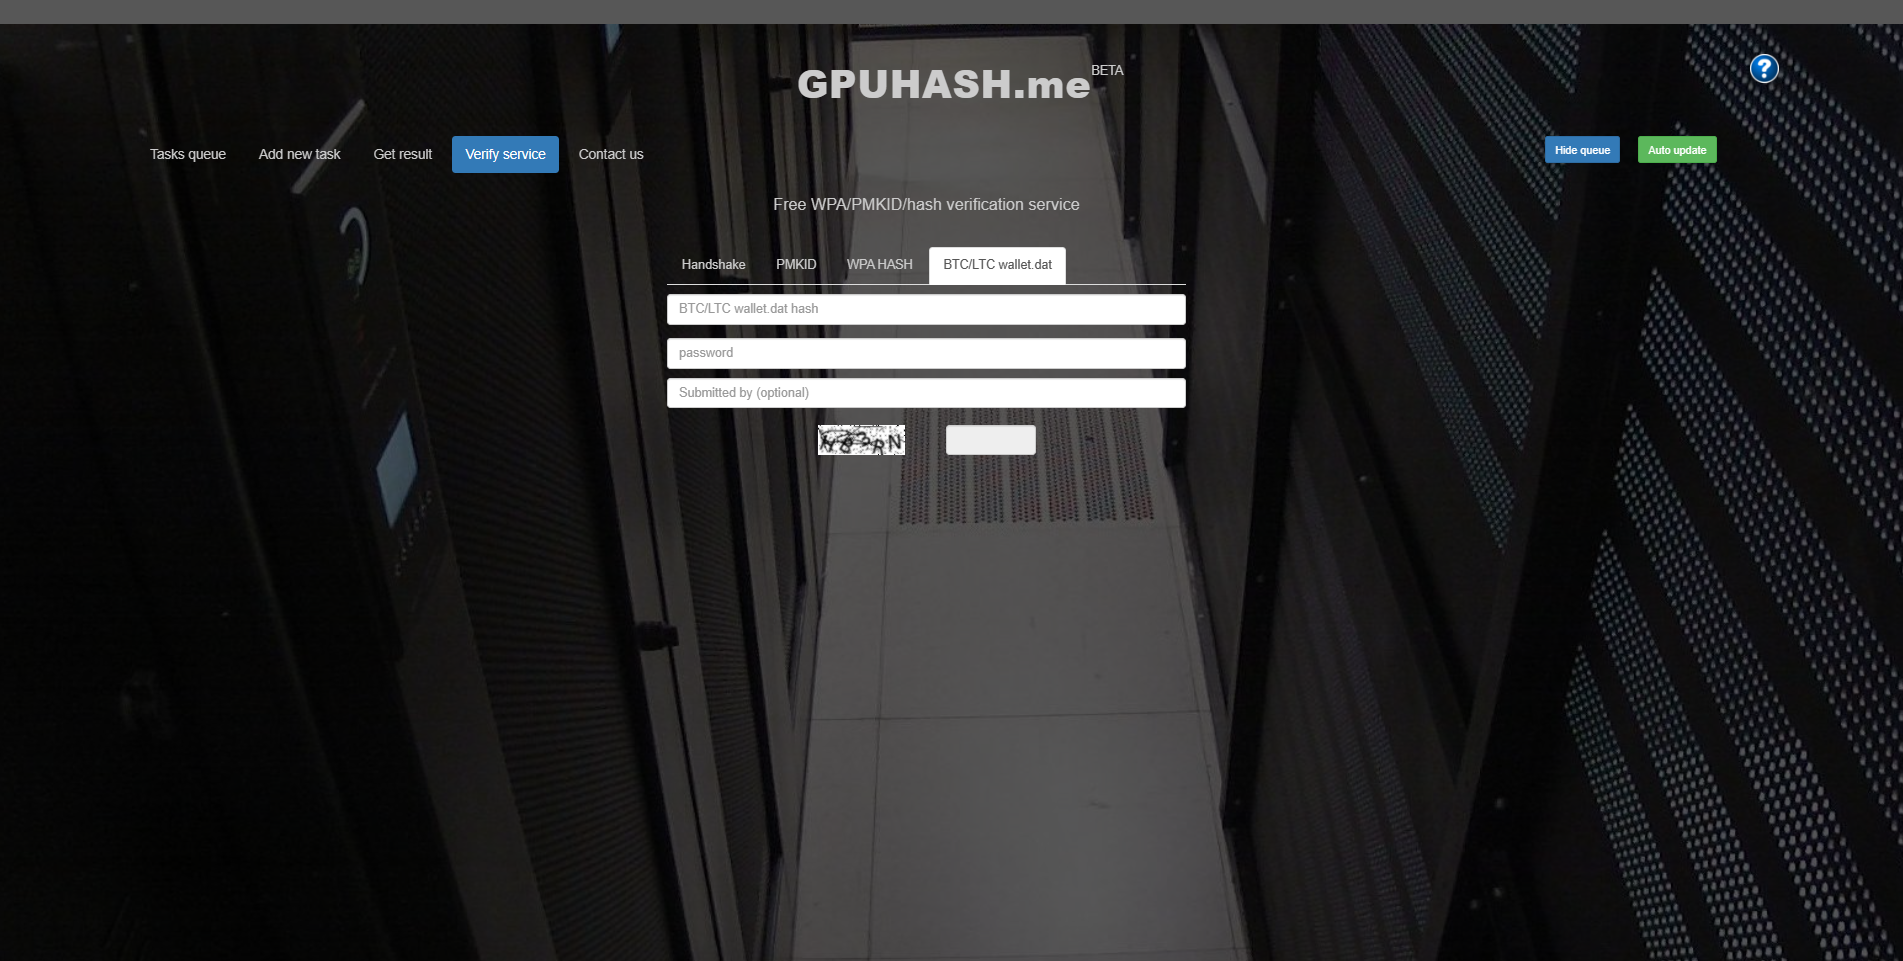 GPUHASH.me BETA
Tasks queue Add new task Get result Verify service Contact us Hide queue Auto update
Free WPA/PMKID/hash verification service
Handshake PMKID WPA HASH BTC/LTC wallet.dat
BTC/LTC wallet.dat hash
password
Submitted by (optional)